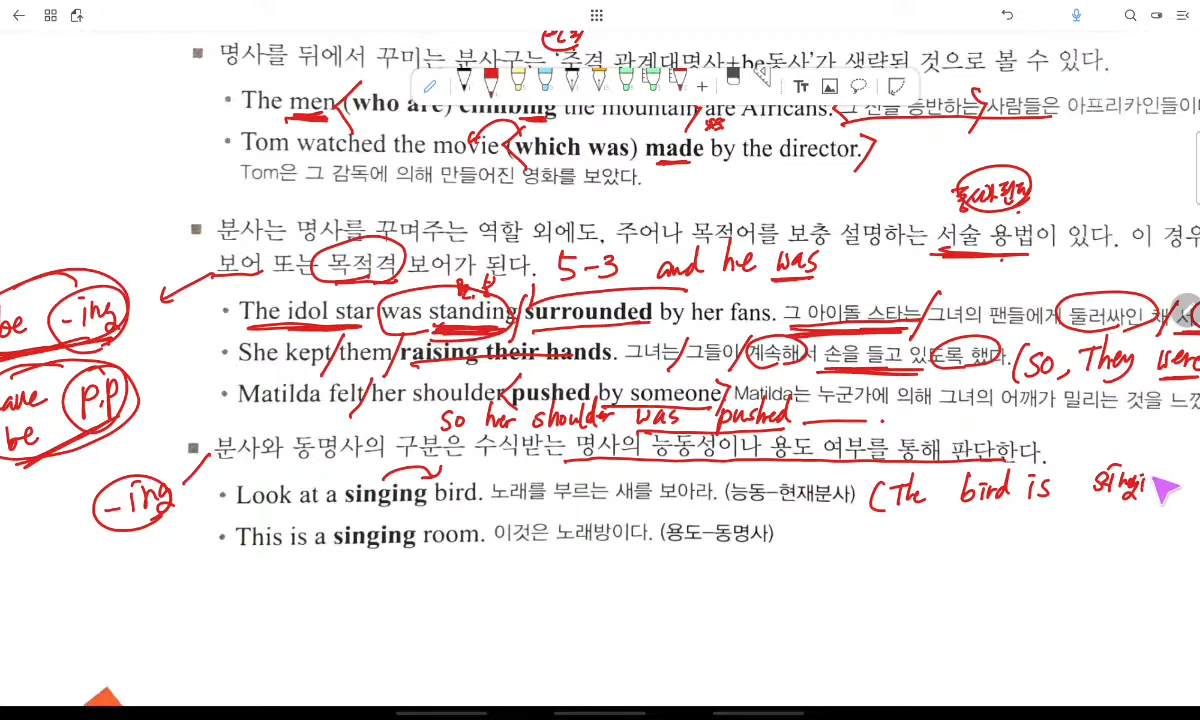 ▪ 명사를 뒤에서 꾸미는 분사구는 '주격 관계대명사+be동사'가 생략된 것으로 볼 수 있다.
· The men (who are) climbing the mountain are Africans. 그 산을 등반하는 사람들은 아프리카인들이
· Tom watched the movie (which was) made by the director.
Tom은 그 감독에 의해 만들어진 영화를 보았다.
▪ 분사는 명사를 꾸며주는 역할 외에도, 주어나 목적어를 보충 설명하는 서술 용법이 있다. 이 경우
보어 또는 목적격 보어가 된다. 5-3 and he was
be -ing
· The idol star was standing surrounded by her fans. 그 아이돌 스타는 그녀의 팬들에게 둘러싸인 채
· She kept them raising their hands. 그녀는 그들이 계속해서 손을 들고 있도록 했다. (so, They were
p.p
be
· Matilda felt her shoulder pushed by someone. Matilda는 누군가에 의해 그녀의 어깨가 밀리는 것을
so her shoulder was pushed .
▪ 분사와 동명사의 구분은 수식받는 명사의 능동성이나 용도 여부를 통해 판단한다.
-ing
· Look at a singing bird. 노래를 부르는 새를 보아라. (능동-현재분사) (The bird is
· This is a singing room. 이것은 노래방이다. (용도-동명사)